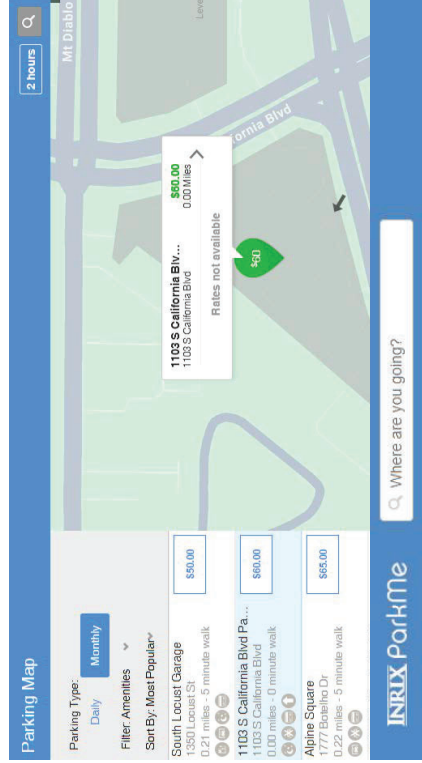 Parking Map
2 hours
Parking Type:
Daily
Monthly
Filter: Amenities
Sort By: Most Popular
South Locust Garage
1350 Locust St
0.21 miles - 5 minute walk
$50.00
1103 S California Blvd Pa...
1103 S California Blvd
0.00 miles - 0 minute walk
$60.00
Alpine Square
1777 Botelho Dr
0.22 miles - 5 minute walk
$65.00
Mt Diablo
Leve
ornia Blvd
1103 S California Blv...
$60.00
1103 S California Blvd
0.00 Miles
Rates not available
$60
INRIX ParkMe
Where are you going?